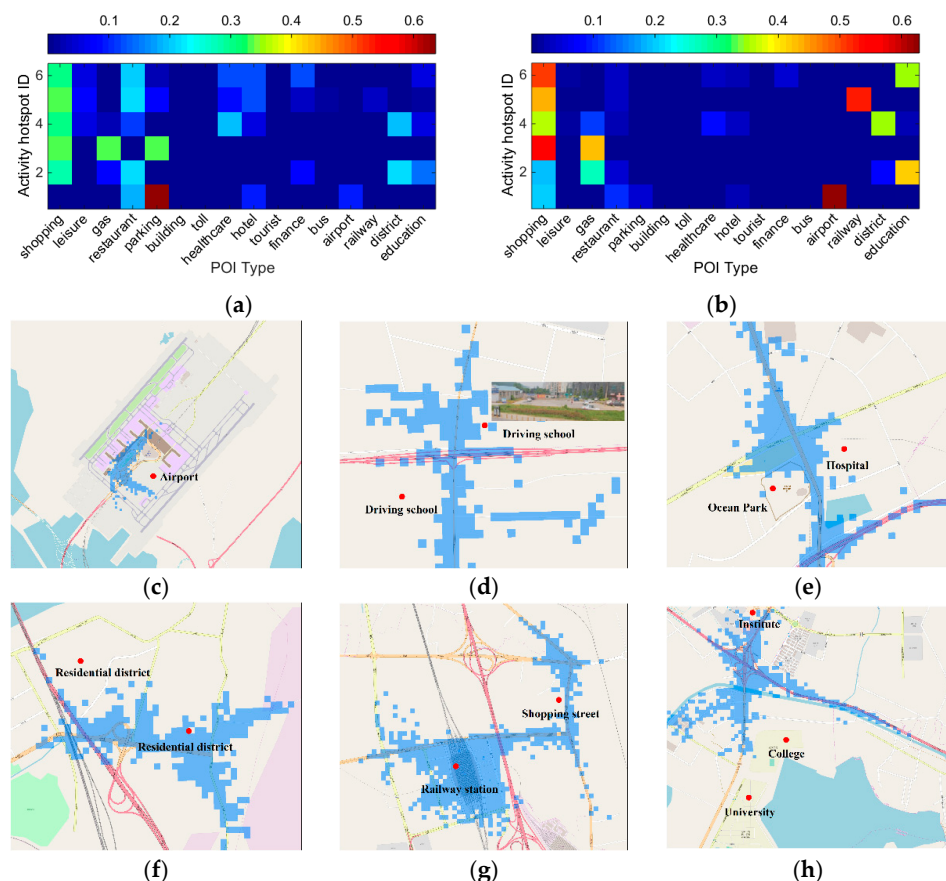 0.1 0.2 0.3 0.4 0.5 0.6
0.1 0.2 0.3 0.4 0.5 0.6
Activity hotspot ID
6
4
2
shopping
leisure
gas
restaurant
parking
building
toll
healthcare
hotel
tourist
finance
bus
airport
railway
district
education
POI Type
(a)
Activity hotspot ID
6
4
2
shopping
leisure
gas
restaurant
parking
building
toll
healthcare
hotel
tourist
finance
bus
airport
railway
district
education
POI Type
(b)
Airport
(c)
Driving school
Driving school
(d)
Hospital
Ocean Park
(e)
Residential district
Residential district
(f)
Shopping street
Railway station
(g)
Institute
College
University
(h)